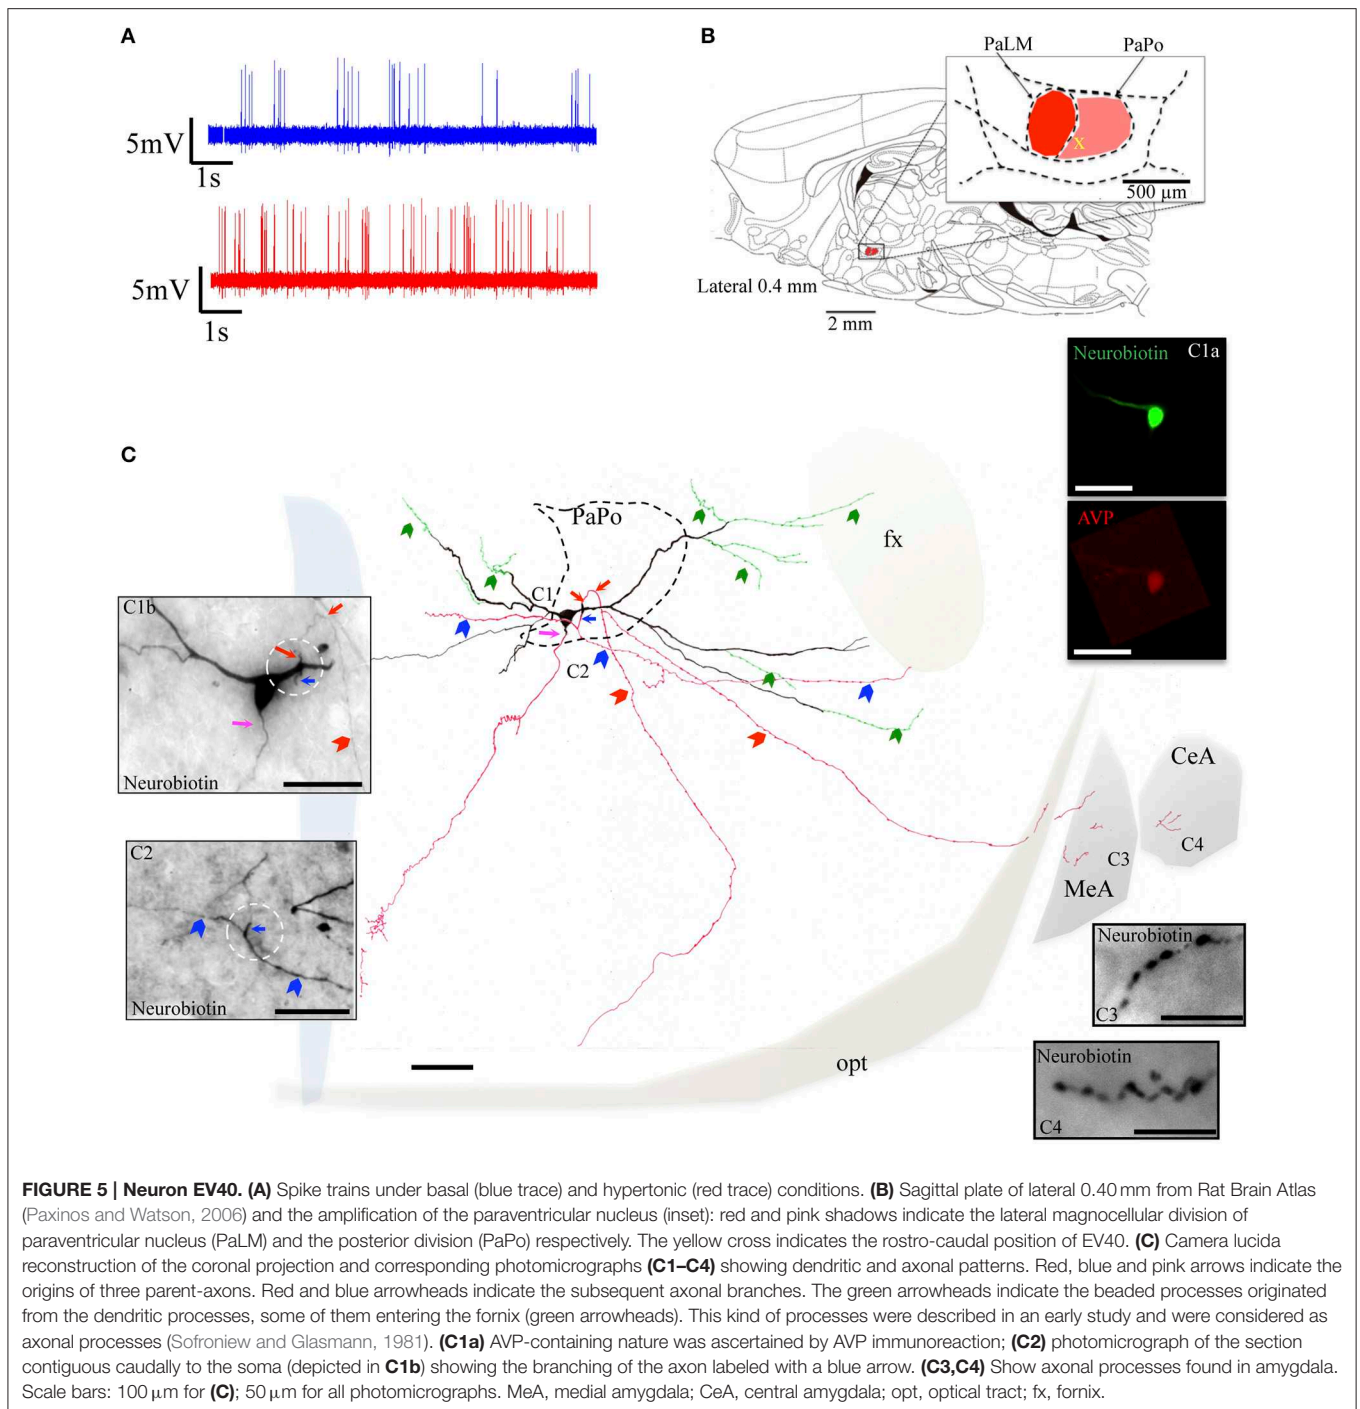 A
5mV
1s
5mV
1s
B
PaLM
PaPo
X
500 µm
Lateral 0.4 mm
2 mm
Neurobiotin
C1a
AVP
C
PaPo
fx
C1
C2
C1b
Neurobiotin
C2
Neurobiotin
CeA
C4
C3
MeA
Neurobiotin
C3
opt
Neurobiotin
C4
FIGURE 5 | Neuron EV40. (A) Spike trains under basal (blue trace) and hypertonic (red trace) conditions. (B) Sagittal plate of lateral 0.40 mm from Rat Brain Atlas
(Paxinos and Watson, 2006) and the amplification of the paraventricular nucleus (inset): red and pink shadows indicate the lateral magnocellular division of
paraventricular nucleus (PaLM) and the posterior division (PaPo) respectively. The yellow cross indicates the rostro-caudal position of EV40. (C) Camera lucida
reconstruction of the coronal projection and corresponding photomicrographs (C1–C4) showing dendritic and axonal patterns. Red, blue and pink arrows indicate the
origins of three parent-axons. Red and blue arrowheads indicate the subsequent axonal branches. The green arrowheads indicate the beaded processes originated
from the dendritic processes, some of them entering the fornix (green arrowheads). This kind of processes were described in an early study and were considered as
axonal processes (Sofroniew and Glasmann, 1981). (C1a) AVP-containing nature was ascertained by AVP immunoreaction; (C2) photomicrograph of the section
contiguous caudally to the soma (depicted in C1b) showing the branching of the axon labeled with a blue arrow. (C3,C4) Show axonal processes found in amygdala.
Scale bars: 100 µm for (C); 50 µm for all photomicrographs. MeA, medial amygdala; CeA, central amygdala; opt, optical tract; fx, fornix.